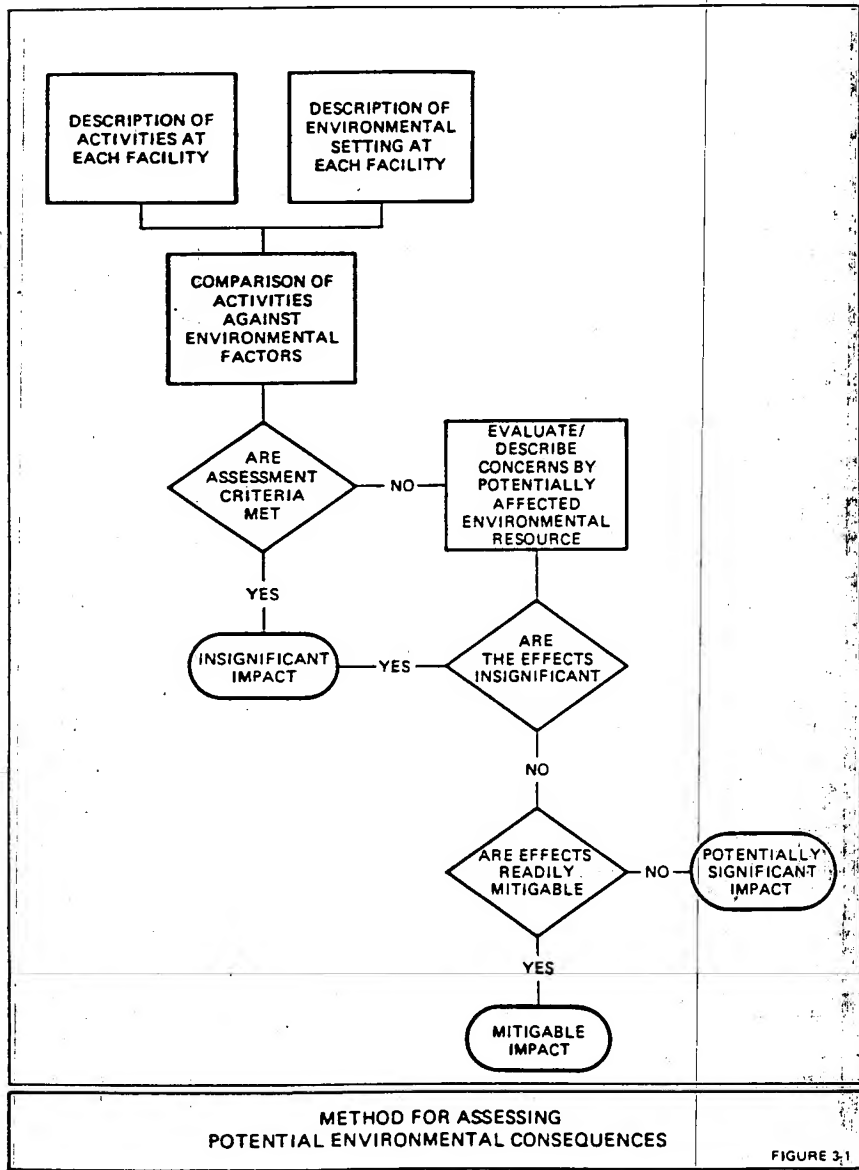 DESCRIPTION OF
ACTIVITIES AT
EACH FACILITY
DESCRIPTION OF
ENVIRONMENTAL
SETTING AT
EACH FACILITY
COMPARISON OF
ACTIVITIES
AGAINST
ENVIRONMENTAL
FACTORS
ARE
ASSESSMENT
CRITERIA
MET
NO
EVALUATE/
DESCRIBE
CONCERNS BY
POTENTIALLY
AFFECTED
ENVIRONMENTAL
RESOURCE
YES
INSIGNIFICANT
IMPACT
YES
ARE
THE EFFECTS
INSIGNIFICANT
NO
ARE EFFECTS
READILY
MITIGABLE
NO
POTENTIALLY
SIGNIFICANT
IMPACT
YES
MITIGABLE
IMPACT
METHOD FOR ASSESSING
POTENTIAL ENVIRONMENTAL CONSEQUENCES
FIGURE 3-1